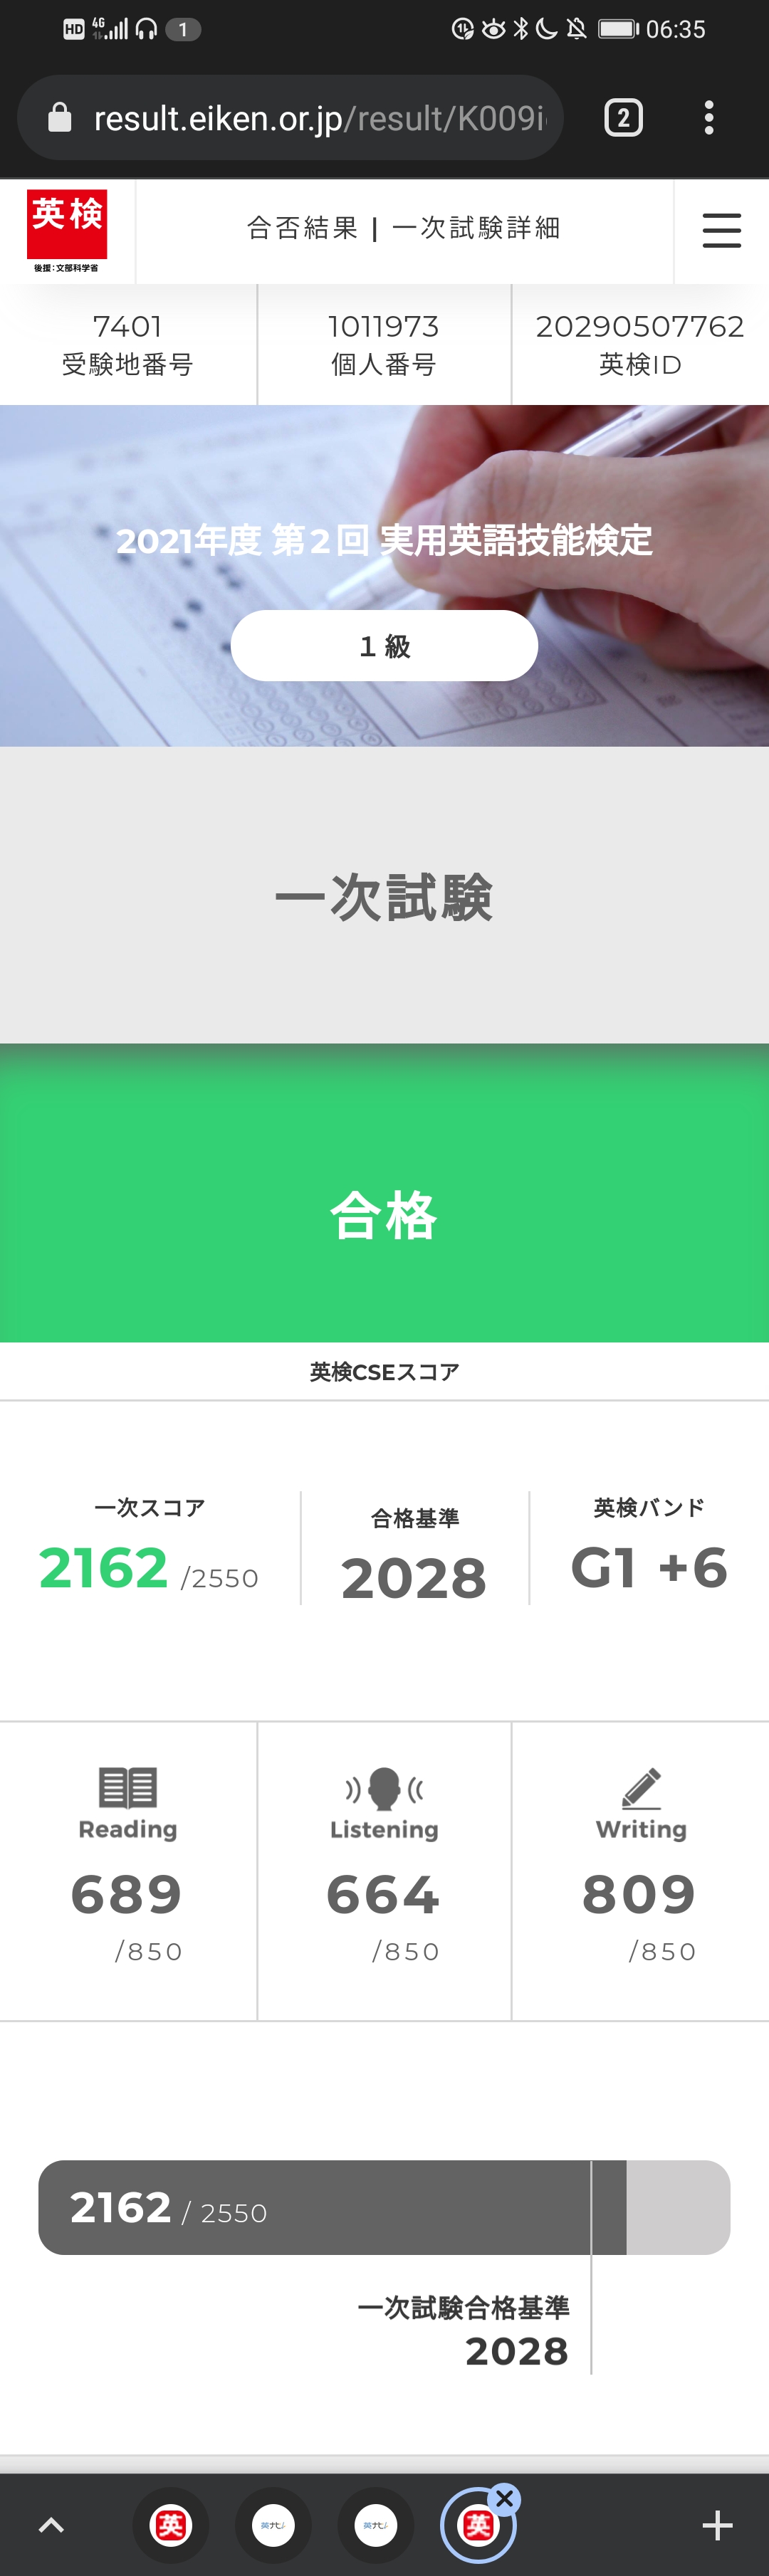 HD 4G 1 06:35
result.eiken.or.jp/result/K009i
2
英検
後援：文部科学省
合否結果 | 一次試験詳細
7401
受験地番号
1011973
個人番号
20290507762
英検ID
2021年度 第２回 実用英語技能検定
１級
一次試験
合格
英検CSEスコア
一次スコア
2162 /2550
合格基準
2028
英検バンド
G1 +6
Reading
689
/850
Listening
664
/850
Writing
809
/850
2162 / 2550
一次試験合格基準
2028
英 英ナビ! 英ナビ! 英